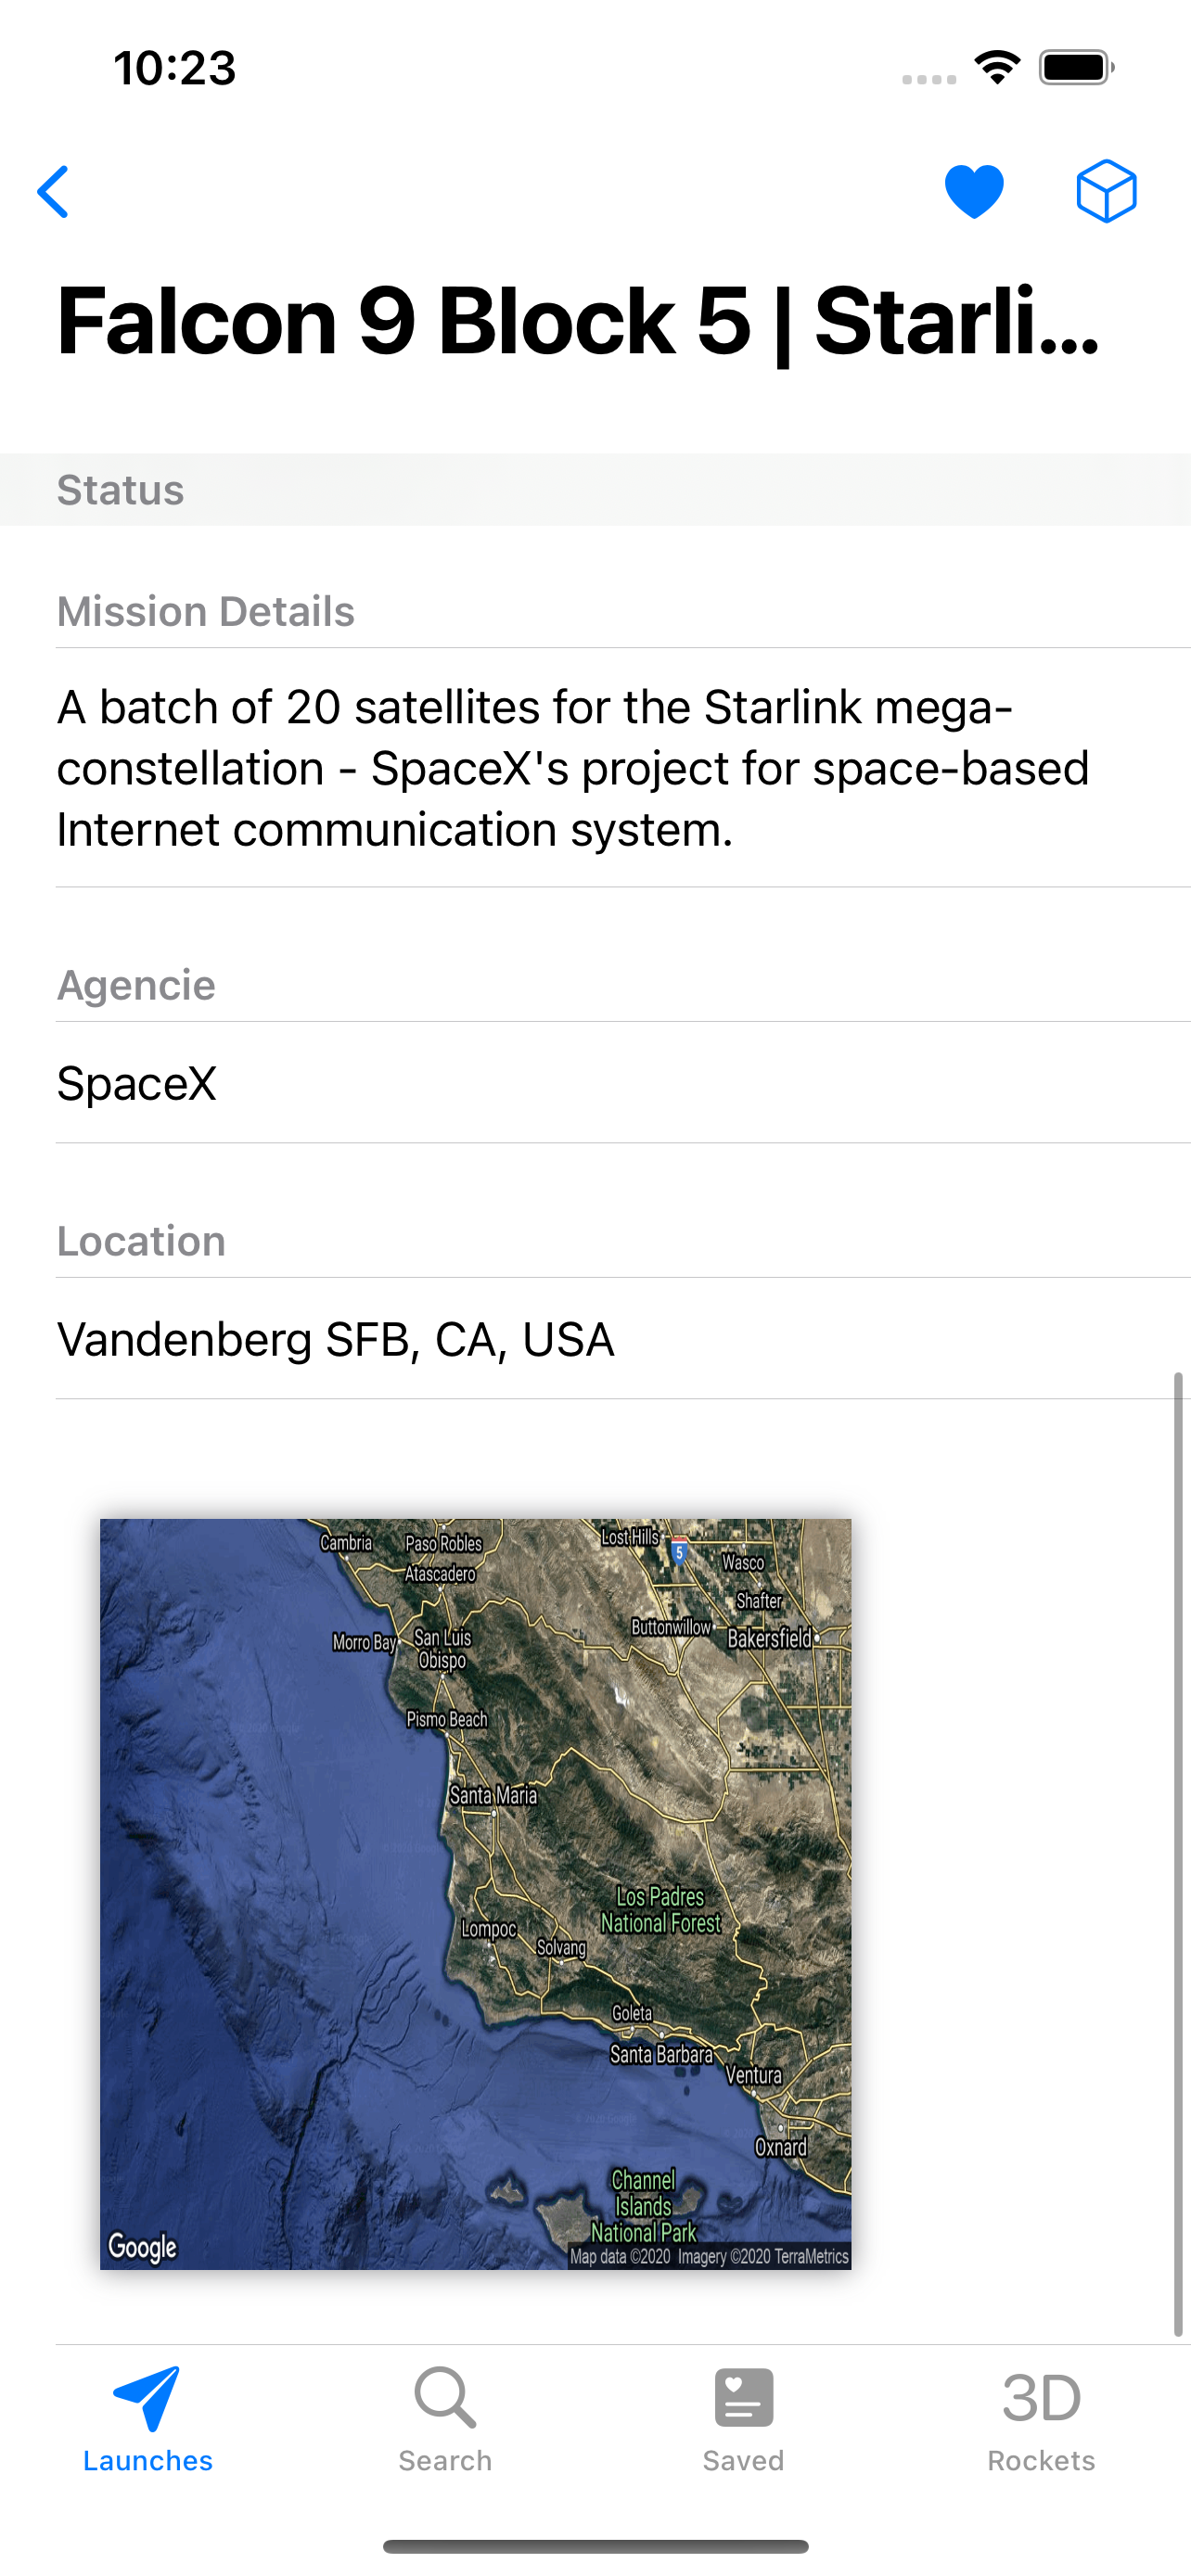 10:23
Falcon 9 Block 5 | Starli...
Status
Mission Details
A batch of 20 satellites for the Starlink mega-
constellation - SpaceX's project for space-based
Internet communication system.
Agencie
SpaceX
Location
Vandenberg SFB, CA, USA
Cambria
Paso Robles
Lost Hills
5
Wasco
Atascadero
Shafter
Morro Bay
San Luis
Obispo
Buttonwillow
Bakersfield
Pismo Beach
Santa Maria
Los Padres
National Forest
Lompoc
Solvang
Goleta
Santa Barbara
Ventura
Oxnard
Channel
Islands
National Park
Google
Map data ©2020 Imagery ©2020 TerraMetrics
3D
Launches
Search
Saved
Rockets